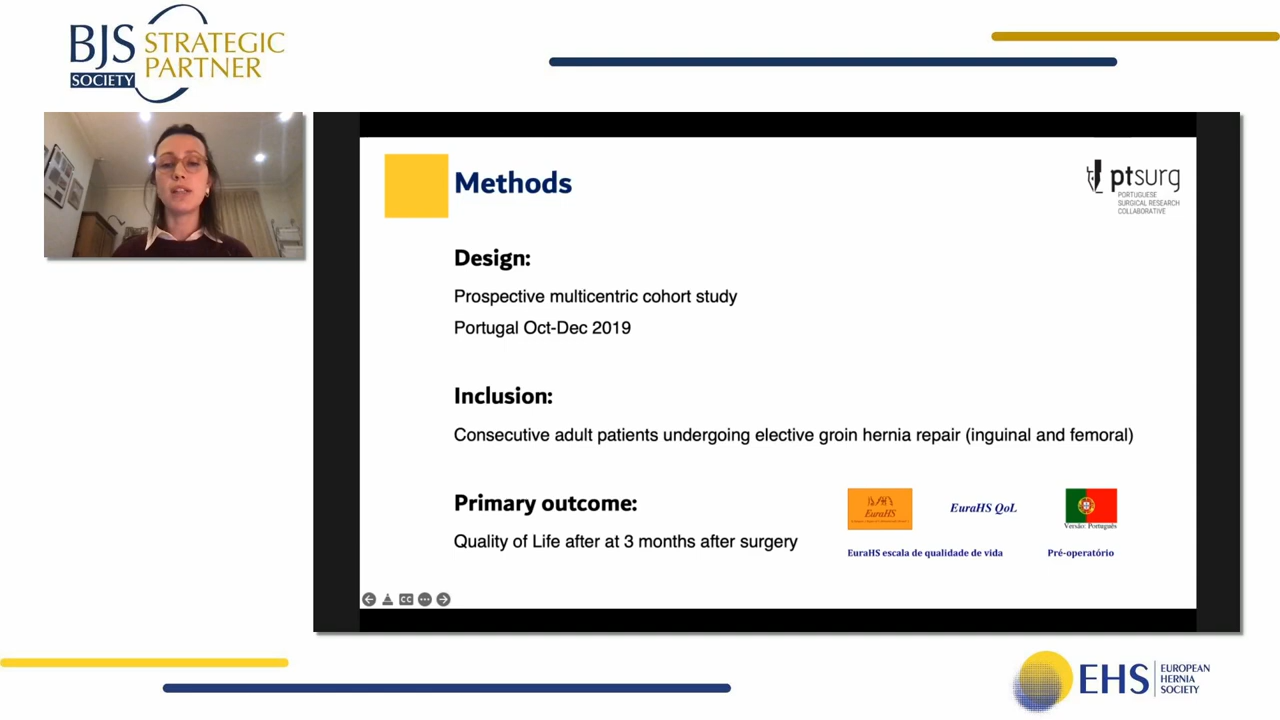 BJS STRATEGIC
SOCIETY PARTNER
Methods
ptsurg
PORTUGUESE
SURGICAL RESEARCH
COLLABORATIVE
Design:
Prospective multicentric cohort study
Portugal Oct-Dec 2019
Inclusion:
Consecutive adult patients undergoing elective groin hernia repair (inguinal and femoral)
Primary outcome:
Quality of Life after at 3 months after surgery
EuraHS
EuraHS QoL
Versão: Português
EuraHS escala de qualidade de vida
Pré-operatório
CC
EHS
EUROPEAN
HERNIA
SOCIETY